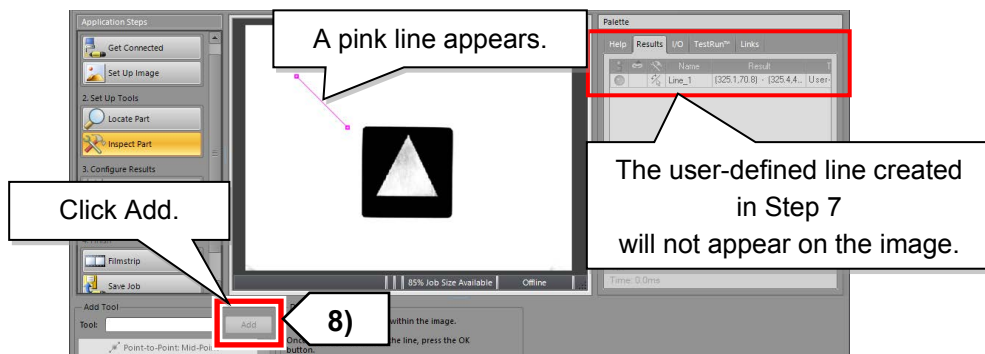 Application Steps
Get Connected
Set Up Image
2. Set Up Tools
Locate Part
Inspect Part
3. Configure Results
Filmstrip
Save Job
A pink line appears.
Click Add.
85% Job Size Available
Offline
Palette
Help Results I/O TestRun™ Links
Name Result
Line_1 (325.1,70.8) - (325.4,4... User-
The user-defined line created
in Step 7
will not appear on the image.
Time: 0.0ms
Add Tool
Tool:
Add
8)
within the image.
the line, press the OK
button.
Point-to-Point: Mid-Po